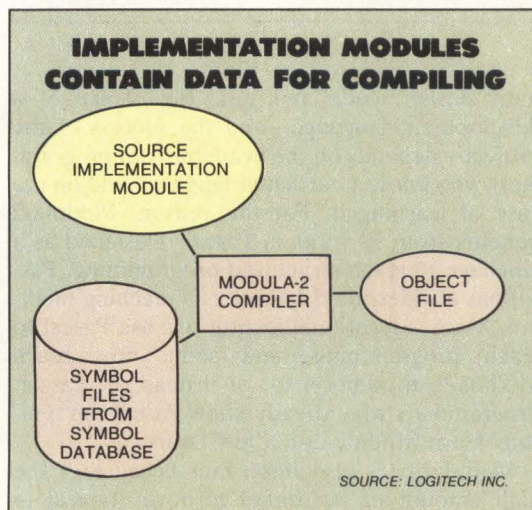 IMPLEMENTATION MODULES
CONTAIN DATA FOR COMPILING
SOURCE
IMPLEMENTATION
MODULE
MODULA-2
COMPILER
OBJECT
FILE
SYMBOL
FILES
FROM
SYMBOL
DATABASE
SOURCE: LOGITECH INC.